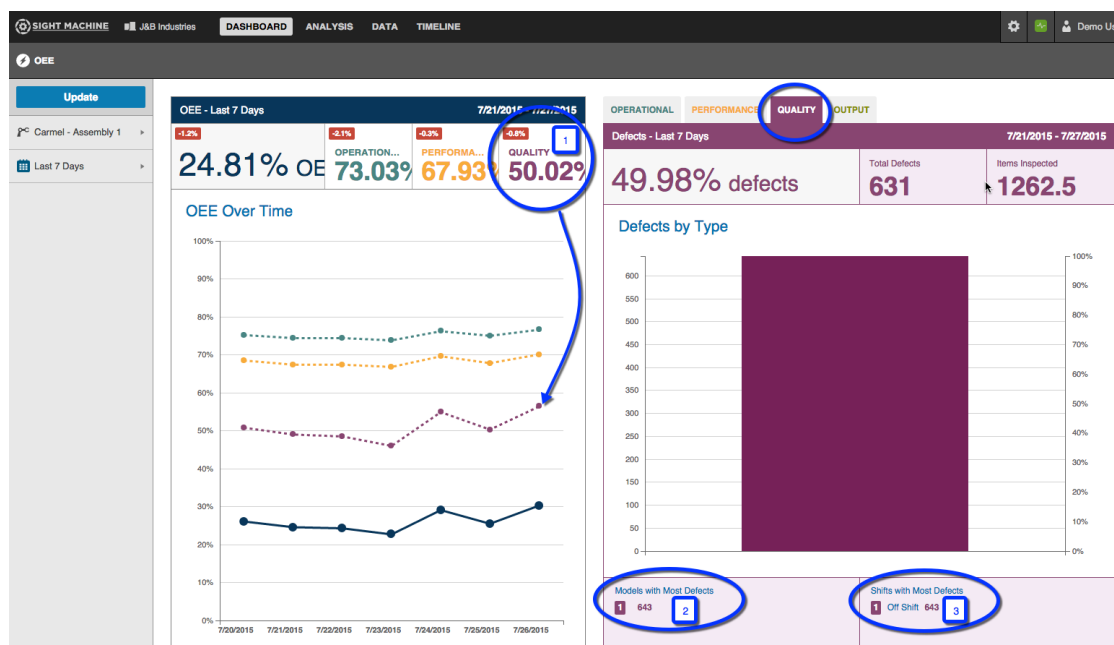 SIGHT MACHINE J&B Industries DASHBOARD ANALYSIS DATA TIMELINE Demo Us
OEE
Update
Carmel - Assembly 1
Last 7 Days
OEE - Last 7 Days 7/21/2015 - 7/27/2015
-1.2% -2.1% -0.3% -0.8% 1
24.81% OE
OPERATION...
73.03%
PERFORMA...
67.93%
QUALITY
50.02%
OEE Over Time
100%
90%
80%
70%
60%
50%
40%
30%
20%
10%
0%
7/20/2015 7/21/2015 7/22/2015 7/23/2015 7/24/2015 7/25/2015 7/26/2015
OPERATIONAL PERFORMANCE QUALITY OUTPUT
Defects - Last 7 Days 7/21/2015 - 7/27/2015
49.98% defects
Total Defects
631
Items Inspected
1262.5
Defects by Type
600
550
500
450
400
350
300
250
200
150
100
50
0
100%
90%
80%
70%
60%
50%
40%
30%
20%
10%
0%
Models with Most Defects
1 643 2
Shifts with Most Defects
1 Off Shift 643 3